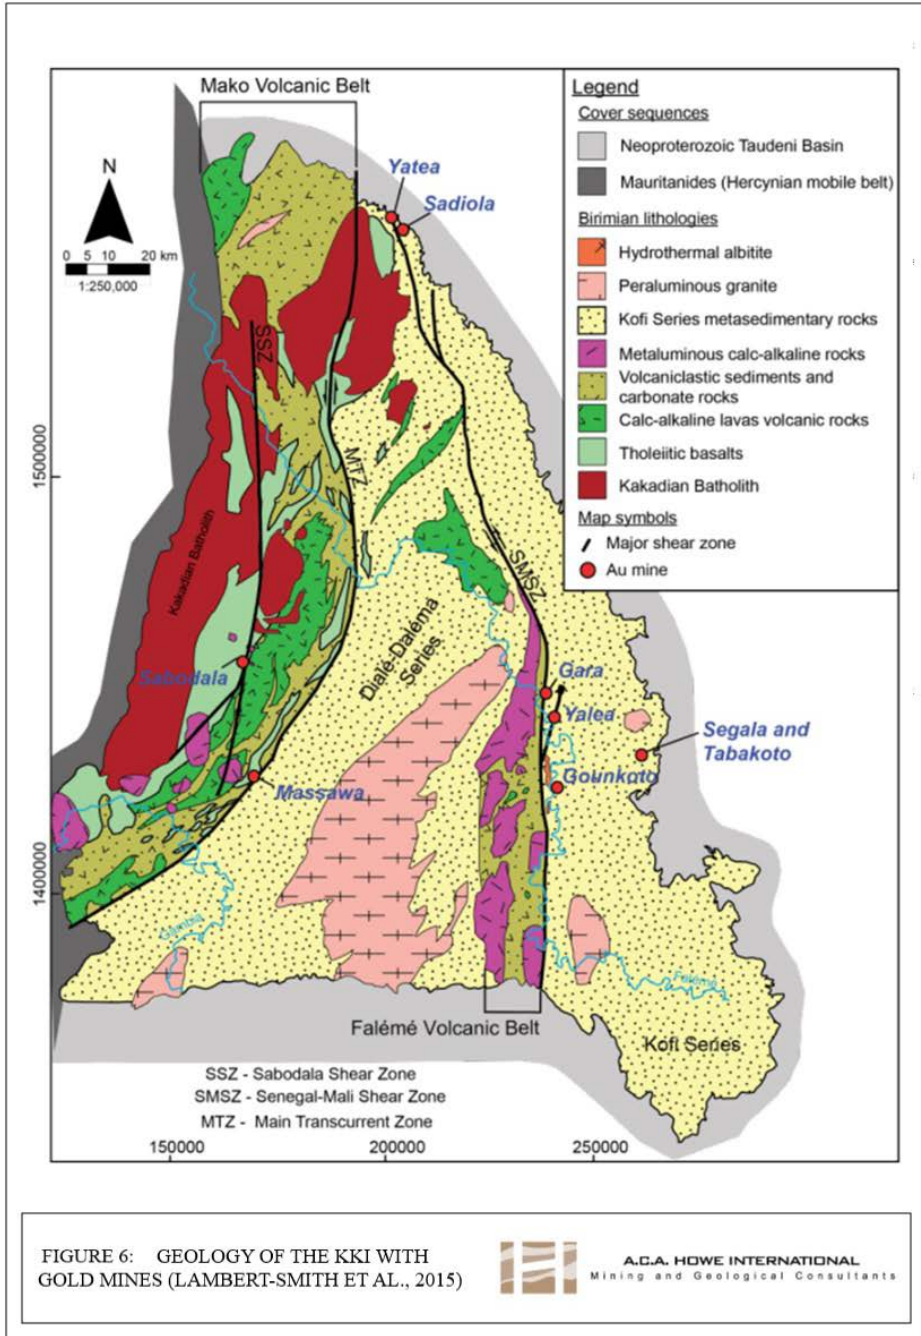 Mako Volcanic Belt
N
0 5 10 20 km
1:250,000
Yatea
Sadiola
Legend
Cover sequences
Neoproterozoic Taudeni Basin
Mauritanides (Hercynian mobile belt)
Birimian lithologies
Hydrothermal albitite
Peraluminous granite
Kofi Series metasedimentary rocks
Metaluminous calc-alkaline rocks
Volcaniclastic sediments and
carbonate rocks
Calc-alkaline lavas volcanic rocks
Tholeiitic basalts
Kakadian Batholith
Map symbols
Major shear zone
Au mine
SSZ
MTZ
1500000
SMSZ
Kakadian Batholith
Dialé-Daléma
Series
Sabodala
Gara
Yalea
Segala and
Tabakoto
Massawa
Gounkoto
1400000
Gambia
Falémé
Kofi Series
Falémé Volcanic Belt
SSZ - Sabodala Shear Zone
SMSZ - Senegal-Mali Shear Zone
MTZ - Main Transcurrent Zone
150000
200000
250000
FIGURE 6: GEOLOGY OF THE KKI WITH
GOLD MINES (LAMBERT-SMITH ET AL., 2015)
A.C.A. HOWE INTERNATIONAL
Mining and Geological Consultants